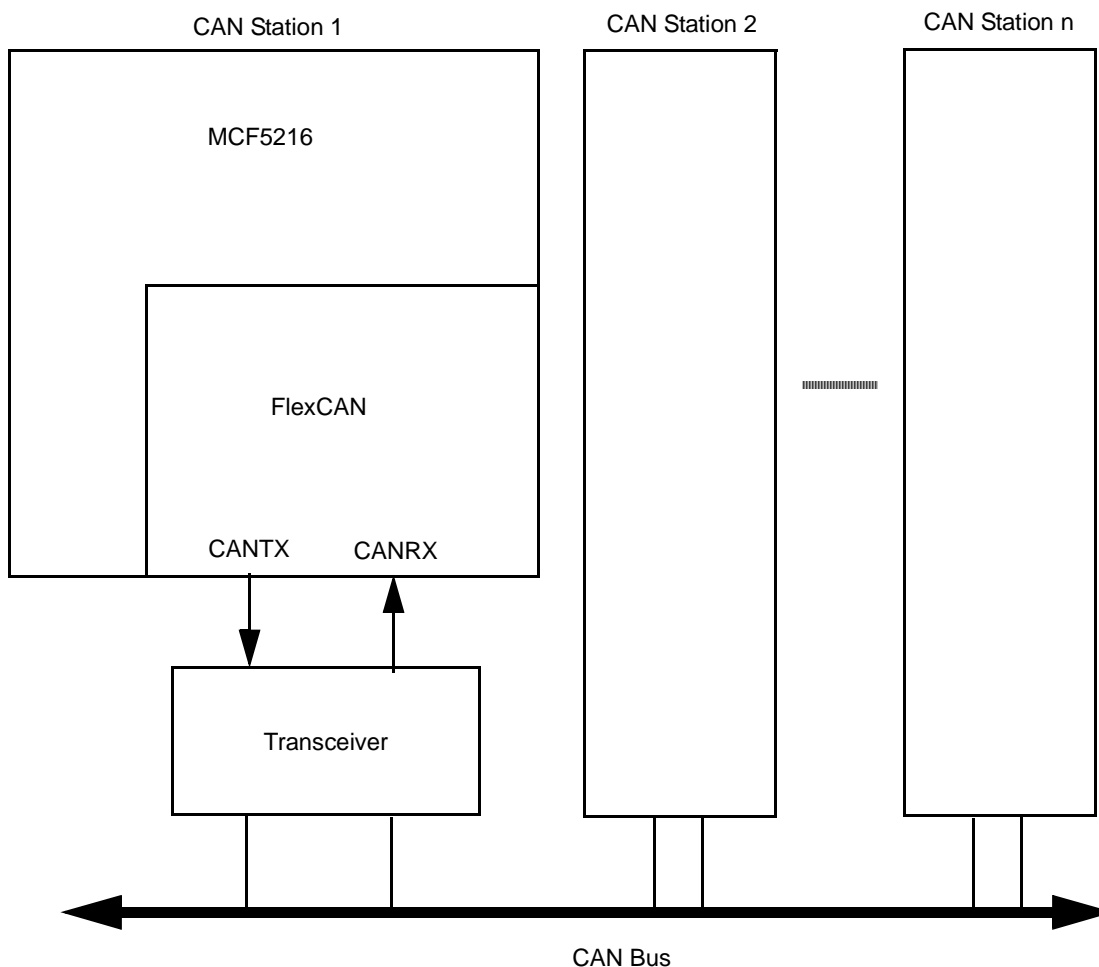 CAN Station 1
CAN Station 2
CAN Station n
MCF5216
FlexCAN
CANTX
CANRX
Transceiver
CAN Bus